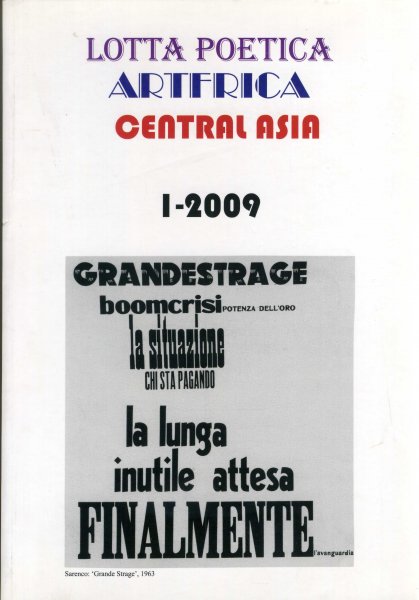 LOTTA POETICA
ARTFRICA
CENTRAL ASIA
1-2009
GRANDESTRAGE
boomcrisi POTENZA DELL'ORO
la situazione
CHI STA PAGANDO
la lunga
inutile attesa
FINALMENTE l'avanguardia
Sarenco: 'Grande Strage', 1963